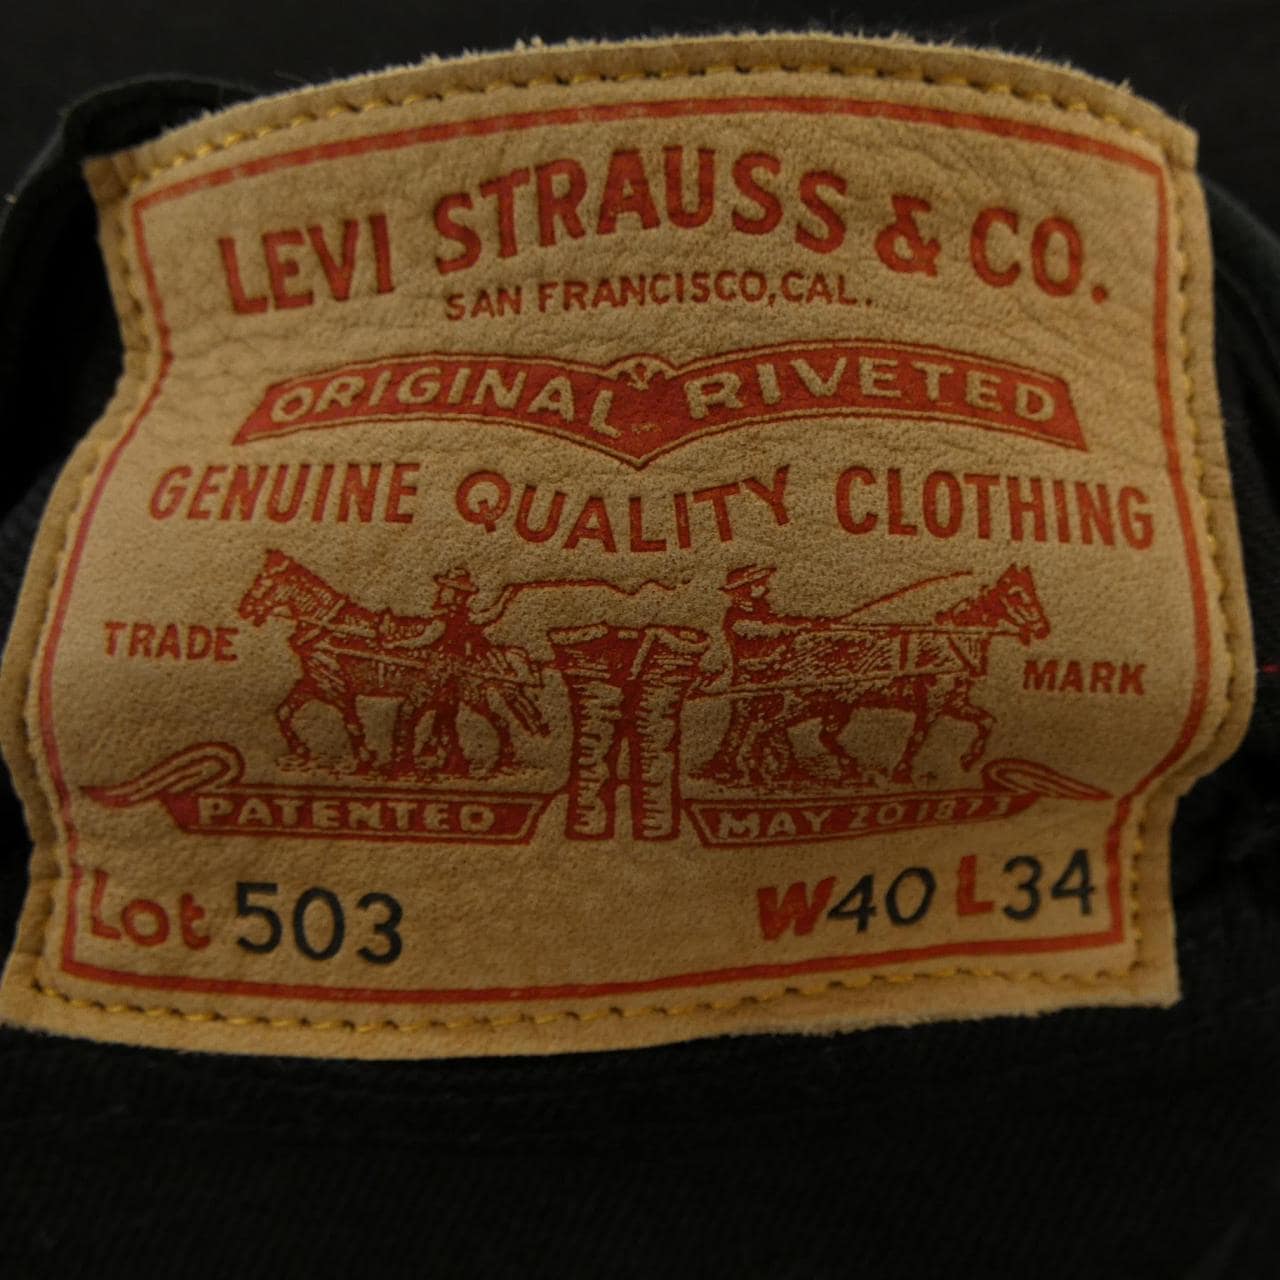 LEVI STRAUSS & CO.
SAN FRANCISCO, CAL.
ORIGINAL RIVETED
GENUINE QUALITY CLOTHING
TRADE MARK
PATENTED MAY 20 1873
Lot 503 W40 L34